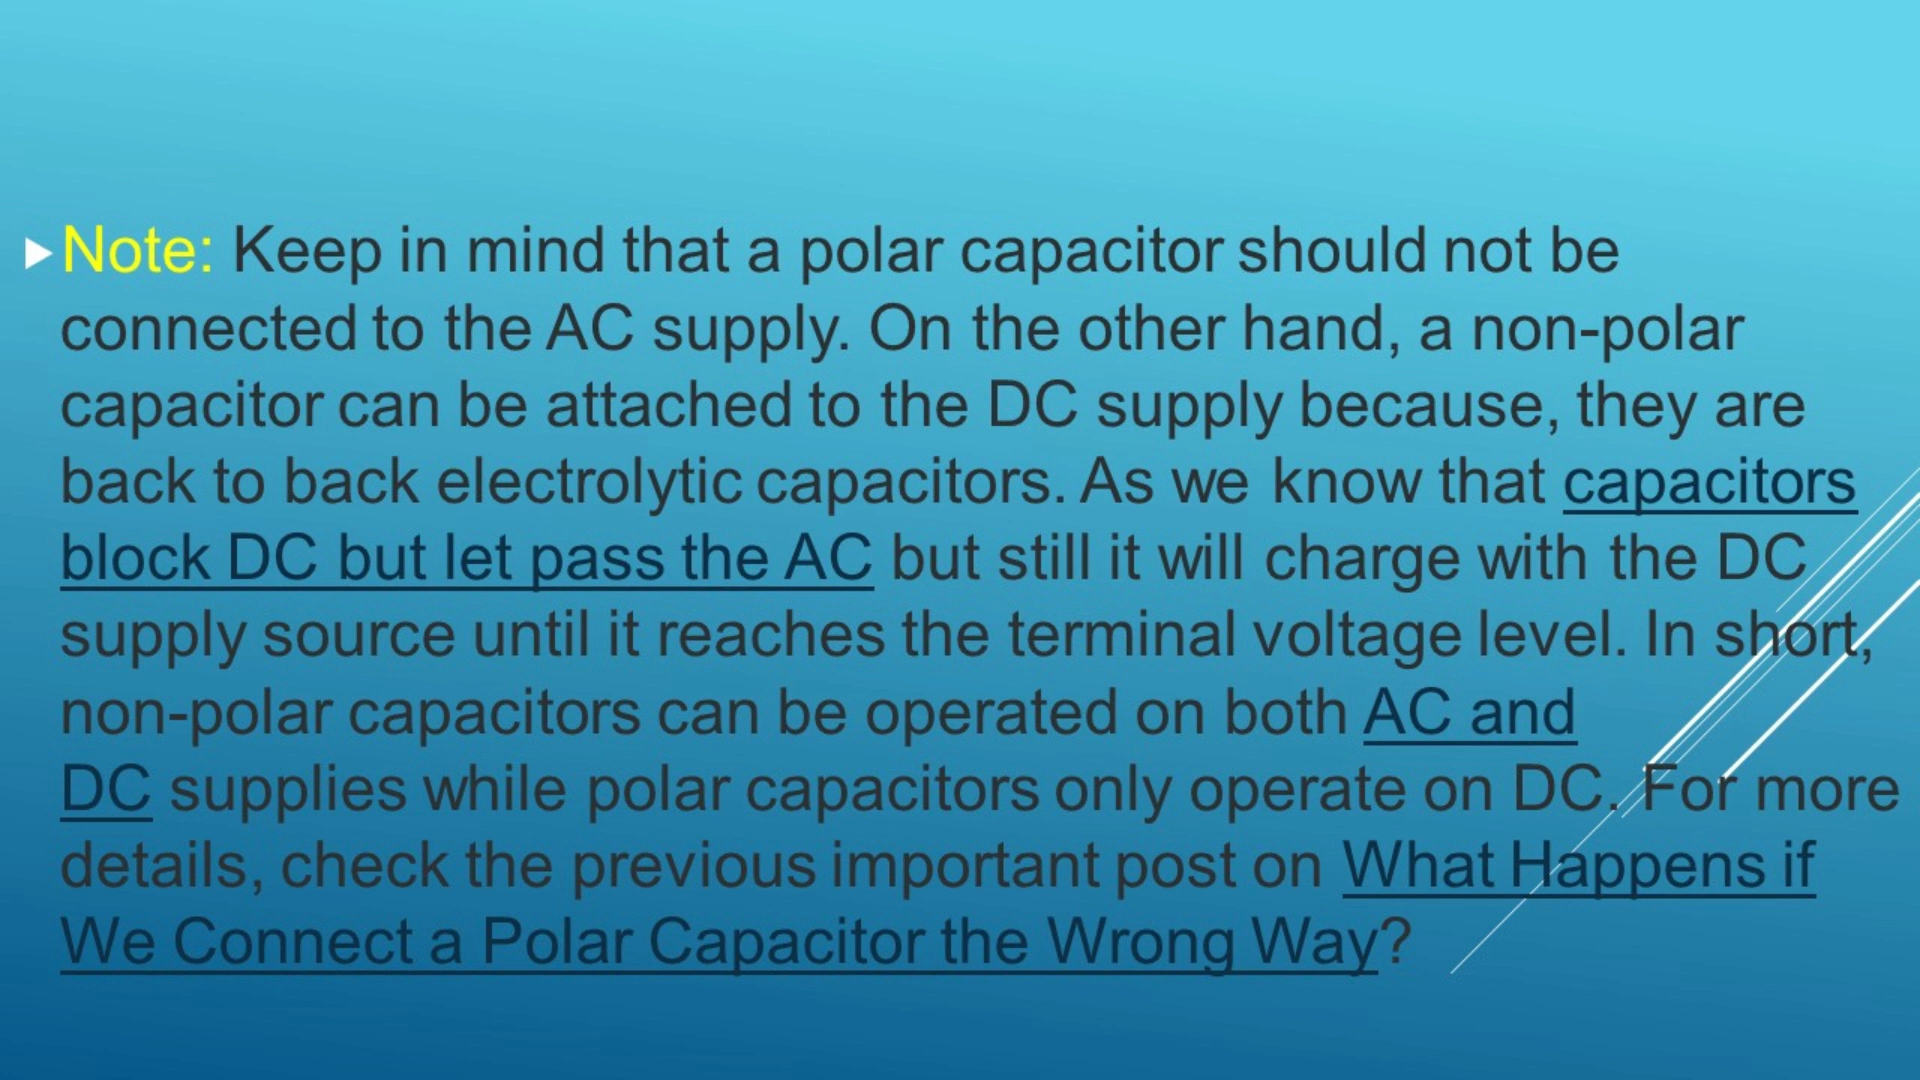 Note: Keep in mind that a polar capacitor should not be
connected to the AC supply. On the other hand, a non-polar
capacitor can be attached to the DC supply because, they are
back to back electrolytic capacitors. As we know that capacitors
block DC but let pass the AC but still it will charge with the DC
supply source until it reaches the terminal voltage level. In short,
non-polar capacitors can be operated on both AC and
DC supplies while polar capacitors only operate on DC. For more
details, check the previous important post on What Happens if
We Connect a Polar Capacitor the Wrong Way?